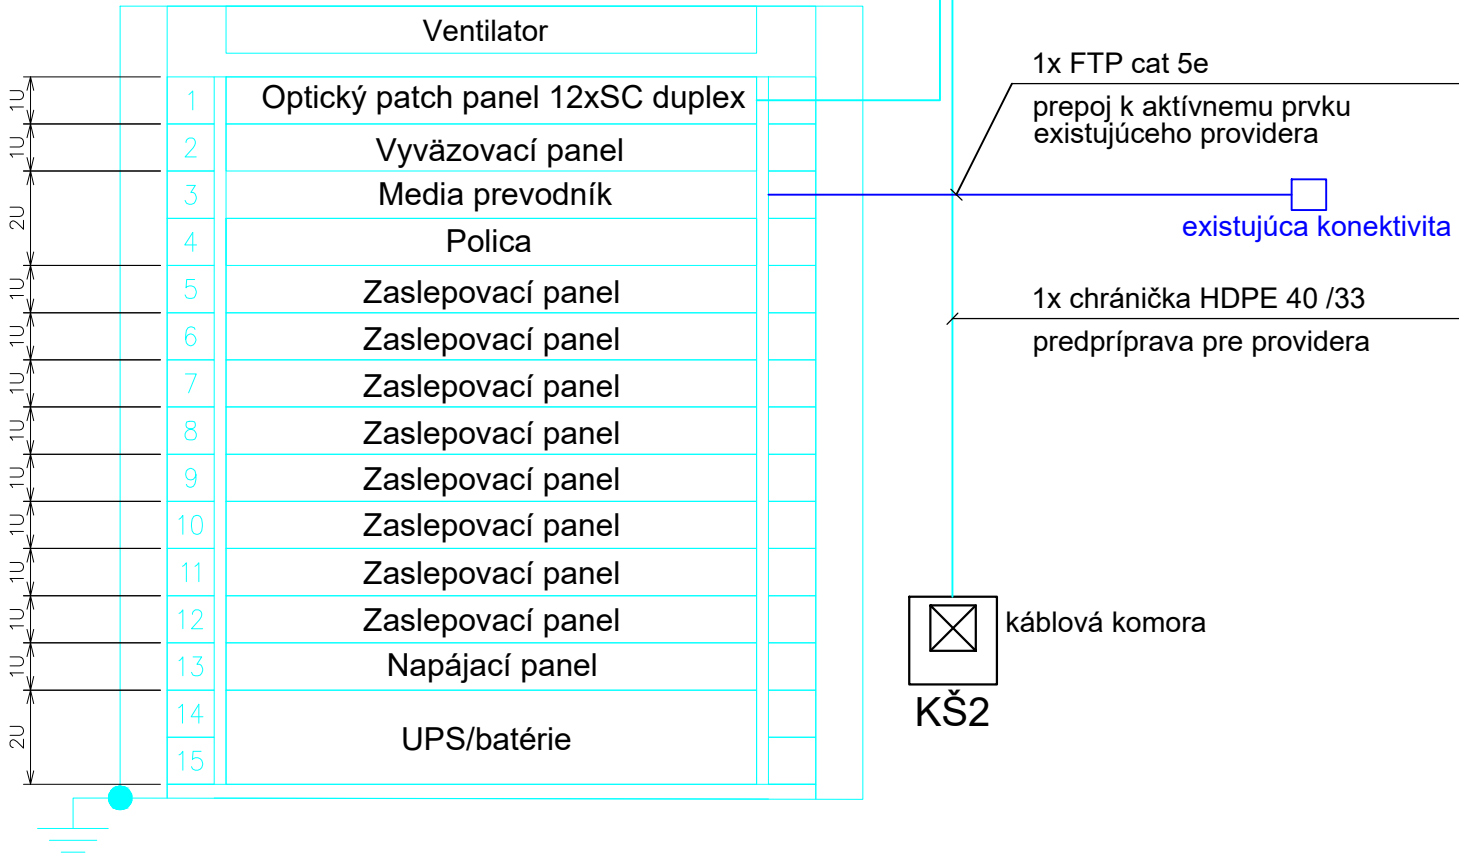 Ventilator
1U 1 Optický patch panel 12xSC duplex
1U 2 Vyväzovací panel
2U 3 Media prevodník
4 Polica
1U 5 Zaslepovací panel
1U 6 Zaslepovací panel
1U 7 Zaslepovací panel
1U 8 Zaslepovací panel
1U 9 Zaslepovací panel
1U 10 Zaslepovací panel
1U 11 Zaslepovací panel
1U 12 Zaslepovací panel
1U 13 Napájací panel
2U 14 UPS/batérie
15
1x FTP cat 5e
prepoj k aktívnemu prvku
existujúceho providera
existujúca konektivita
1x chránička HDPE 40 /33
predpríprava pre providera
káblová komora
KŠ2